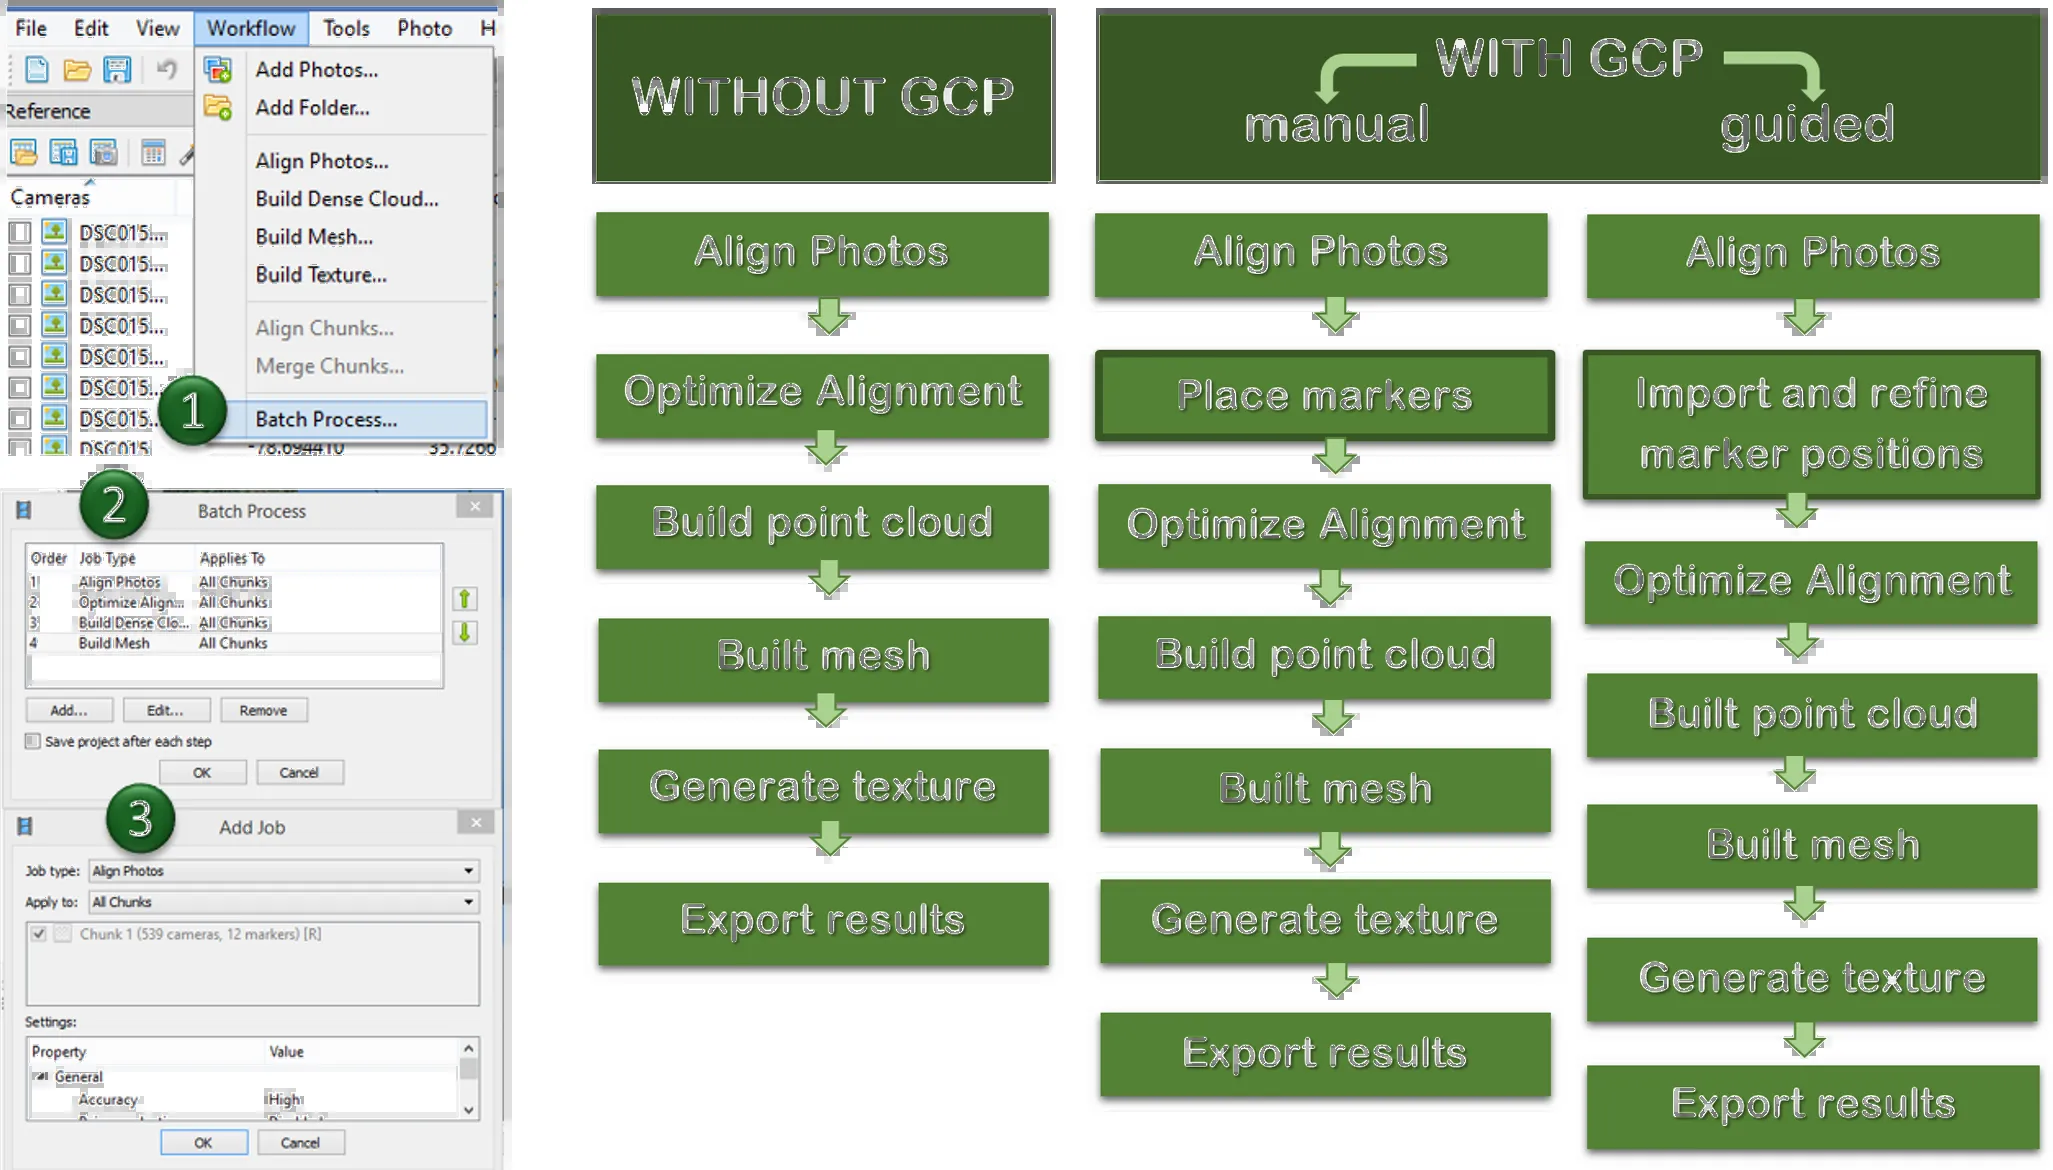 File Edit View Workflow Tools Photo
Reference
Cameras
DSC015...
DSC015...
DSC015...
DSC015...
DSC015...
DSC015...
DSC015...
DSC015...
Add Photos...
Add Folder...
Align Photos...
Build Dense Cloud...
Build Mesh...
Build Texture...
Align Chunks...
Merge Chunks...
1
Batch Process...
-78.694410 35.7266
2
Batch Process
Order Job Type Applies To
1 Align Photos All Chunks
2 Optimize Align... All Chunks
3 Build Dense Clo... All Chunks
4 Build Mesh All Chunks
Add... Edit... Remove
Save project after each step
OK Cancel
3
Add Job
Job type: Align Photos
Apply to: All Chunks
Chunk 1 (539 cameras, 12 markers) [R]
Settings:
Property Value
General
Accuracy High
OK Cancel
WITHOUT GCP
Align Photos
Optimize Alignment
Build point cloud
Built mesh
Generate texture
Export results
WITH GCP
manual
guided
Align Photos
Place markers
Optimize Alignment
Build point cloud
Built mesh
Generate texture
Export results
Align Photos
Import and refine
marker positions
Optimize Alignment
Built point cloud
Built mesh
Generate texture
Export results